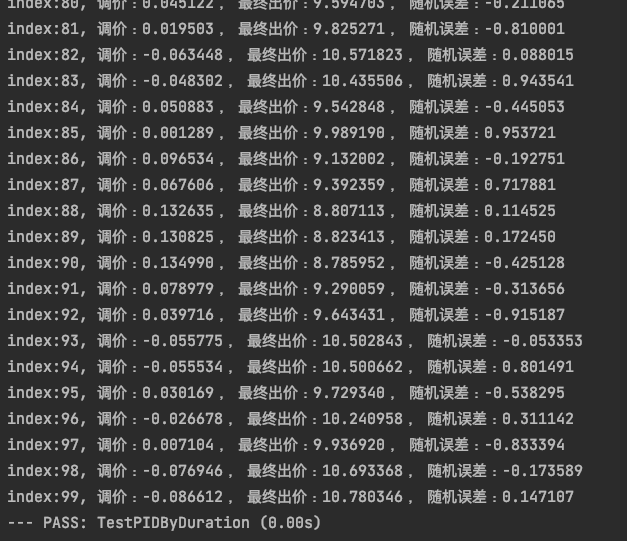 index:80, 调价：0.045122， 最终出价：9.594703， 随机误差：-0.211065
index:81, 调价：0.019503， 最终出价：9.825271， 随机误差：-0.810001
index:82, 调价：-0.063448， 最终出价：10.571823， 随机误差：0.088015
index:83, 调价：-0.048302， 最终出价：10.435506， 随机误差：0.943541
index:84, 调价：0.050883， 最终出价：9.542848， 随机误差：-0.445053
index:85, 调价：0.001289， 最终出价：9.989190， 随机误差：0.953721
index:86, 调价：0.096534， 最终出价：9.132002， 随机误差：-0.192751
index:87, 调价：0.067606， 最终出价：9.392359， 随机误差：0.717881
index:88, 调价：0.132635， 最终出价：8.807113， 随机误差：0.114525
index:89, 调价：0.130825， 最终出价：8.823413， 随机误差：0.172450
index:90, 调价：0.134990， 最终出价：8.785952， 随机误差：-0.425128
index:91, 调价：0.078979， 最终出价：9.290059， 随机误差：-0.313656
index:92, 调价：0.039716， 最终出价：9.643431， 随机误差：-0.915187
index:93, 调价：-0.055775， 最终出价：10.502843， 随机误差：-0.053353
index:94, 调价：-0.055534， 最终出价：10.500662， 随机误差：0.801491
index:95, 调价：0.030169， 最终出价：9.729340， 随机误差：-0.538295
index:96, 调价：-0.026678， 最终出价：10.240958， 随机误差：0.311142
index:97, 调价：0.007104， 最终出价：9.936920， 随机误差：-0.833394
index:98, 调价：-0.076946， 最终出价：10.693368， 随机误差：-0.173589
index:99, 调价：-0.086612， 最终出价：10.780346， 随机误差：0.147107
--- PASS: TestPIDByDuration (0.00s)